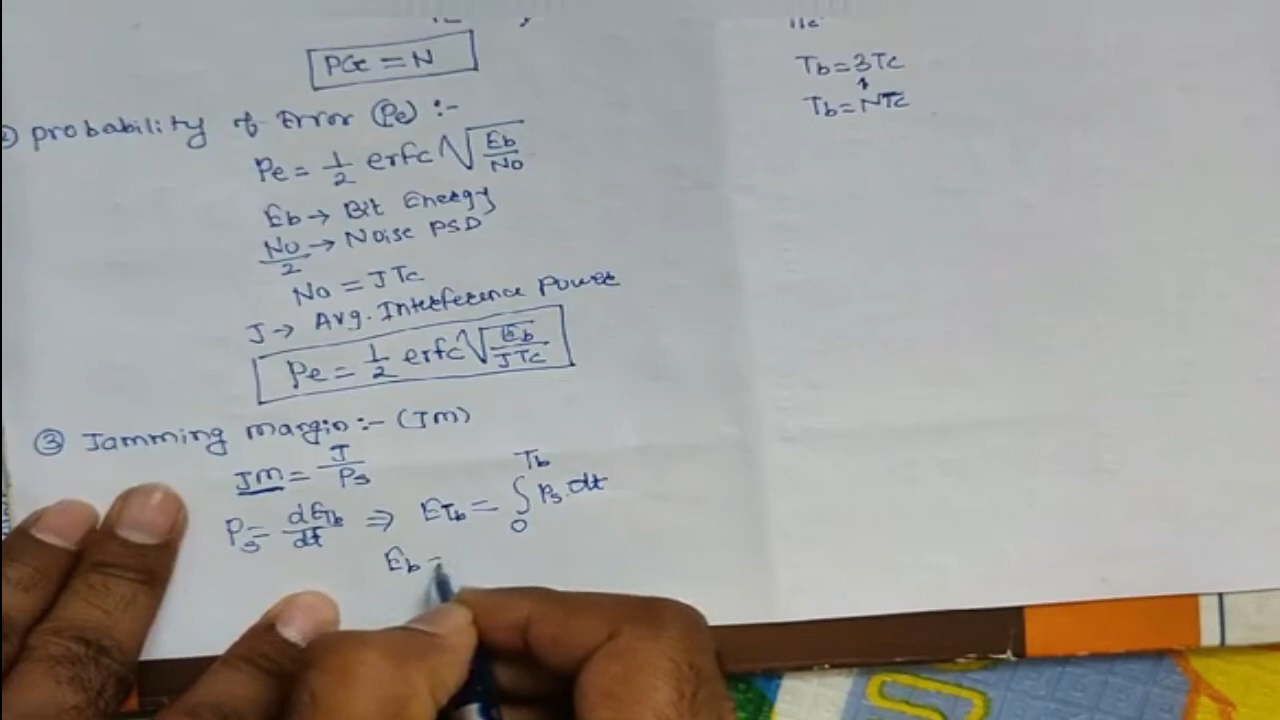 PG = N
Tb = 3Tc
Tb = NTc
② probability of Error (Pe) :-
Pe = 1/2 erfc √(Eb/No)
Eb → Bit Energy
No/2 → Noise PSD
No = JTc
J → Avg. Interference Power
Pe = 1/2 erfc √(Eb/JTc)
③ Jamming margin :- (Jm)
Jm = J/Ps
Ps = dETb/dt ⇒ ETb = ∫₀^Tb Ps.dt
Eb =